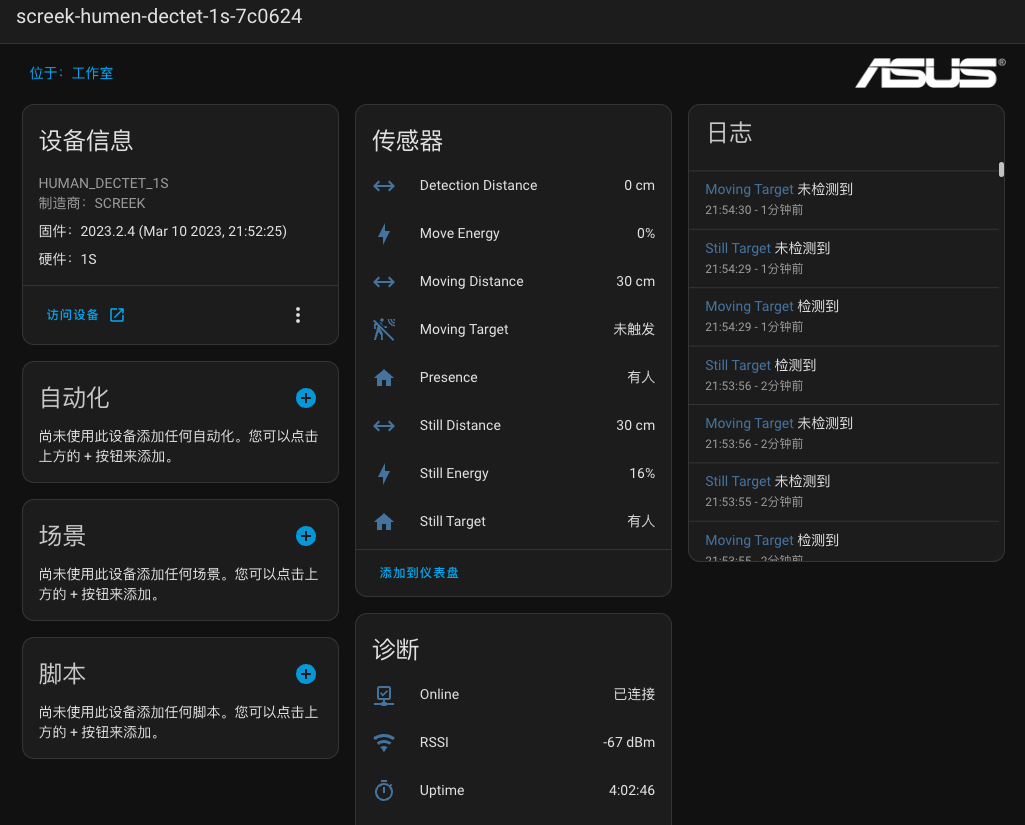 screek-humen-dectet-1s-7c0624
位于：工作室
ASUS®
设备信息
HUMAN_DECTET_1S
制造商：SCREEK
固件：2023.2.4 (Mar 10 2023, 21:52:25)
硬件：1S
访问设备
自动化
尚未使用此设备添加任何自动化。您可以点击
上方的 + 按钮来添加。
场景
尚未使用此设备添加任何场景。您可以点击上
方的 + 按钮来添加。
脚本
尚未使用此设备添加任何脚本。您可以点击上
方的 + 按钮来添加。
传感器
Detection Distance 0 cm
Move Energy 0%
Moving Distance 30 cm
Moving Target 未触发
Presence 有人
Still Distance 30 cm
Still Energy 16%
Still Target 有人
添加到仪表盘
诊断
Online 已连接
RSSI -67 dBm
Uptime 4:02:46
日志
Moving Target 未检测到
21:54:30 - 1分钟前
Still Target 未检测到
21:54:29 - 1分钟前
Moving Target 检测到
21:54:29 - 1分钟前
Still Target 检测到
21:53:56 - 2分钟前
Moving Target 未检测到
21:53:56 - 2分钟前
Still Target 未检测到
21:53:55 - 2分钟前
Moving Target 检测到
21:53:55 - 2分钟前